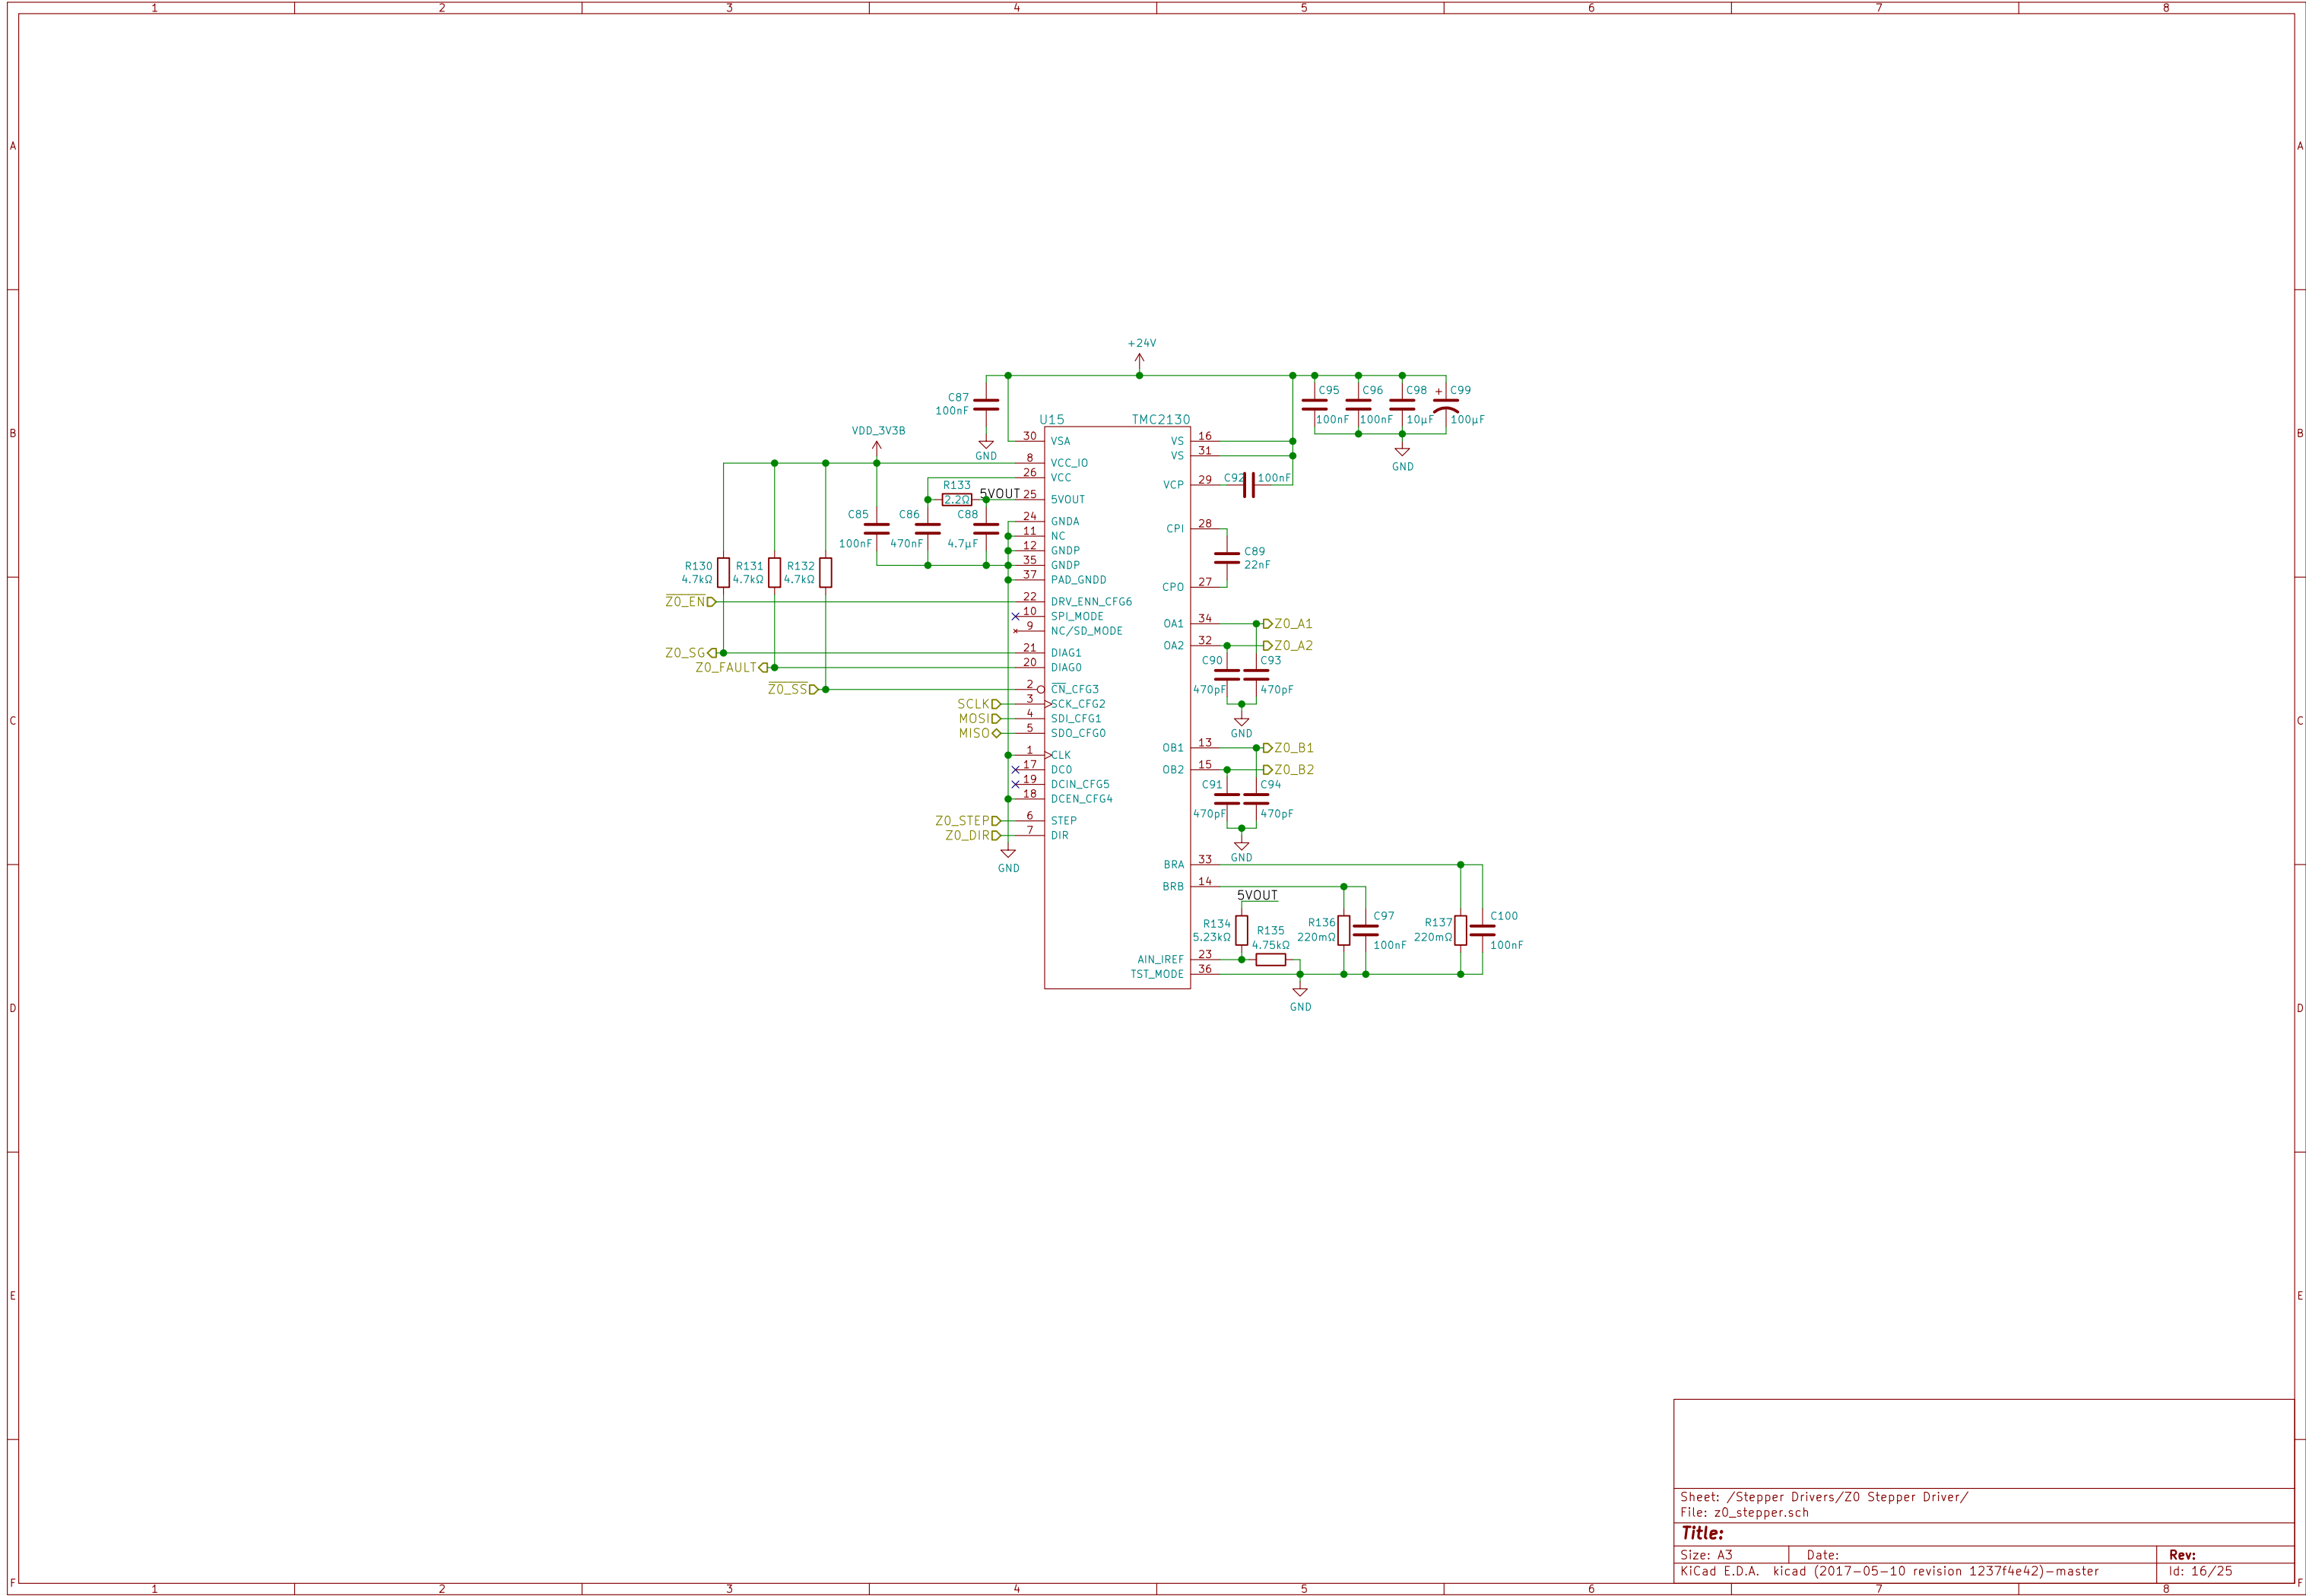 1 2 3 4 5 6 7 8
A A
B B
C C
D D
E E
F F
+24V
C87
100nF
GND
C95
100nF
C96
100nF
C98
10µF
+ C99
100µF
GND
U15 TMC2130
VDD_3V3B
30 VSA
8 VCC_IO
26 VCC
25 5VOUT
24 GNDA
11 NC
12 GNDP
35 GNDP
37 PAD_GNDD
22 DRV_ENN_CFG6
10 SPI_MODE
9 NC/SD_MODE
21 DIAG1
20 DIAG0
2 CN_CFG3
3 SCK_CFG2
4 SDI_CFG1
5 SDO_CFG0
1 CLK
17 DC0
19 DCIN_CFG5
18 DCEN_CFG4
6 STEP
7 DIR
R133
2.2Ω
5VOUT
C85
100nF
C86
470nF
C88
4.7µF
R130
4.7kΩ
R131
4.7kΩ
R132
4.7kΩ
Z0_EN
Z0_SG
Z0_FAULT
Z0_SS
SCLK
MOSI
MISO
Z0_STEP
Z0_DIR
GND
VS 16
VS 31
VCP 29
C92 100nF
CPI 28
C89
22nF
CPO 27
OA1 34
Z0_A1
OA2 32
Z0_A2
C90
470pF
C93
470pF
GND
OB1 13
Z0_B1
OB2 15
Z0_B2
C91
470pF
C94
470pF
GND
BRA 33
BRB 14
5VOUT
R134
5.23kΩ
R135
4.75kΩ
R136
220mΩ
C97
100nF
R137
220mΩ
C100
100nF
AIN_IREF 23
TST_MODE 36
GND
Sheet: /Stepper Drivers/Z0 Stepper Driver/
File: z0_stepper.sch
Title:
Size: A3 Date: Rev:
KiCad E.D.A. kicad (2017-05-10 revision 1237f4e42)-master Id: 16/25
1 2 3 4 5 6 7 8